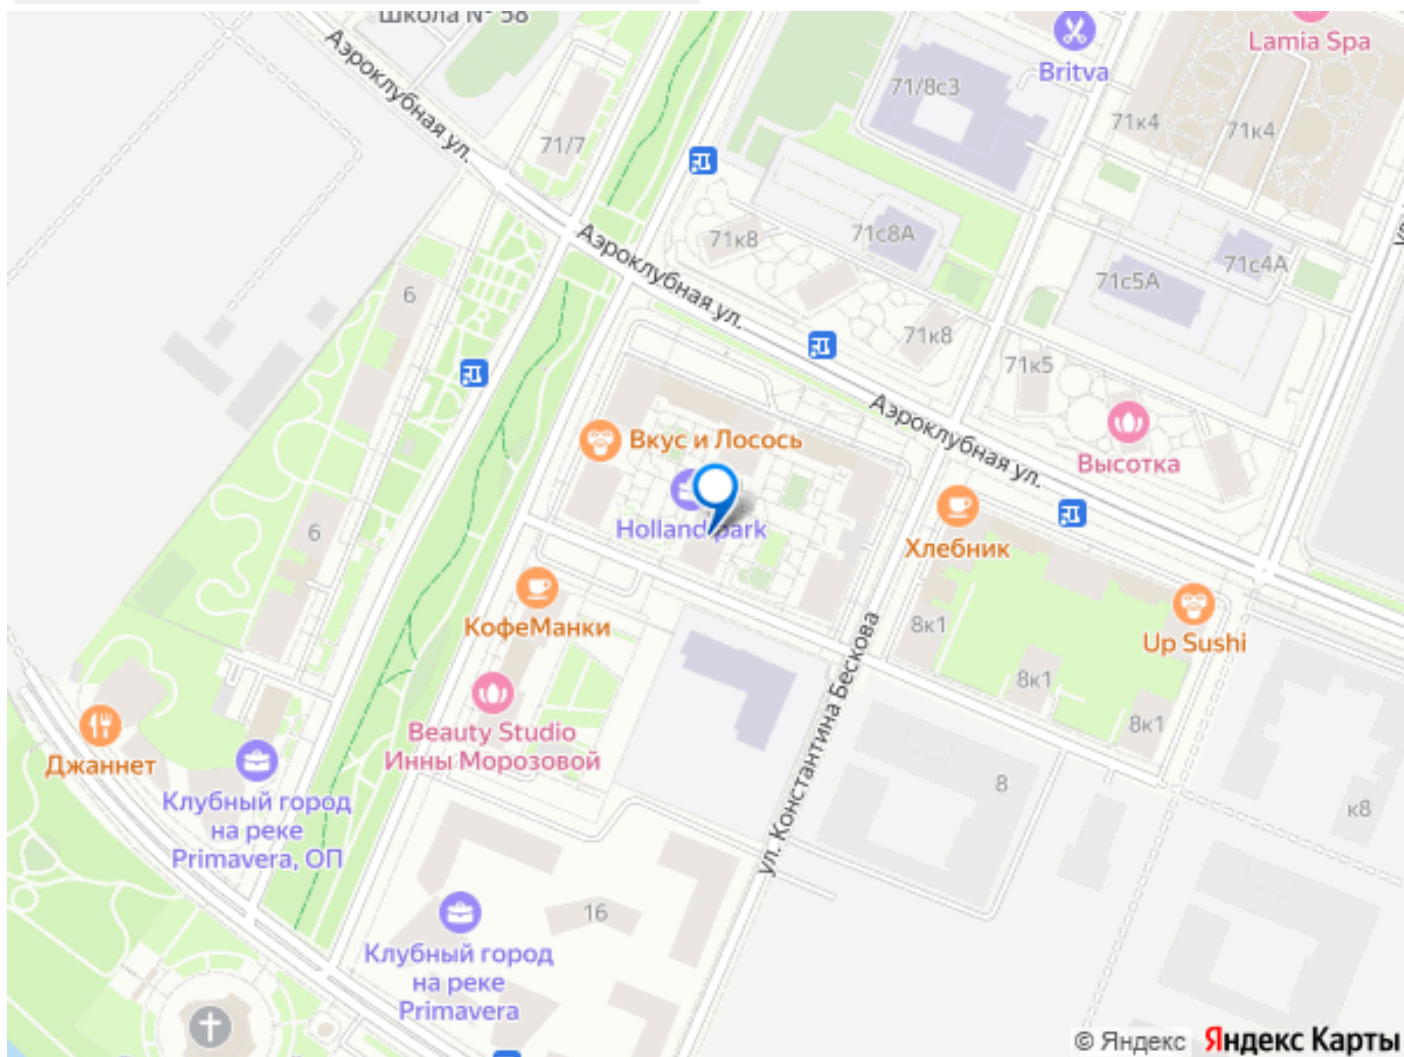 Школа № 58
Аэроклубная ул.
Britva
Lamia Spa
71/8с3
71к4
71к4
71/7
Аэроклубная ул.
71к8
71с8А
71с4А
71с5А
6
71к8
71к5
Аэроклубная ул.
Вкус и Лосось
Высотка
Holland park
6
Хлебник
КофеМанки
8к1
Up Sushi
ул. Константина Бескова
8к1
8к1
Beauty Studio
Инны Морозовой
Джаннет
Клубный город
на реке
Primavera, ОП
8
к8
16
Клубный город
на реке
Primavera
© Яндекс Яндекс Карты